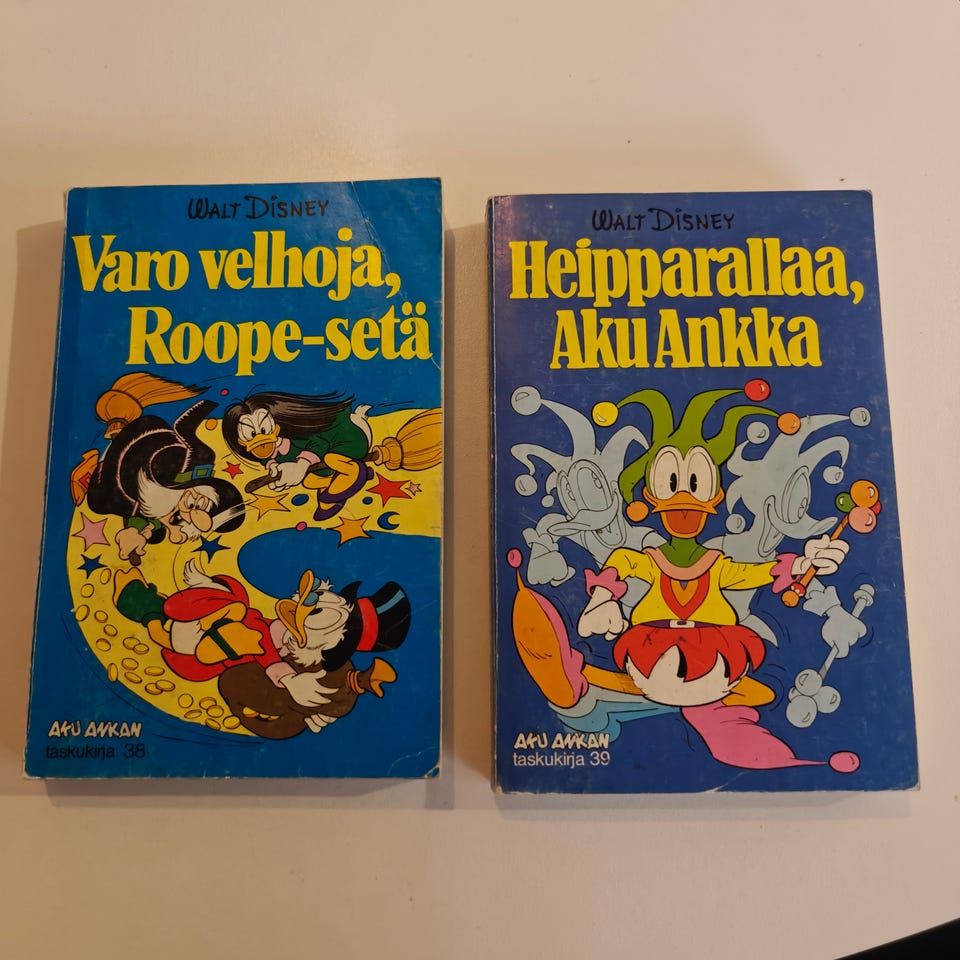 WALT DISNEY
Varo velhoja,
Roope-setä
AKU ANKAN
taskukirja 38
WALT DISNEY
Heipparallaa,
Aku Ankka
AKU ANKAN
taskukirja 39